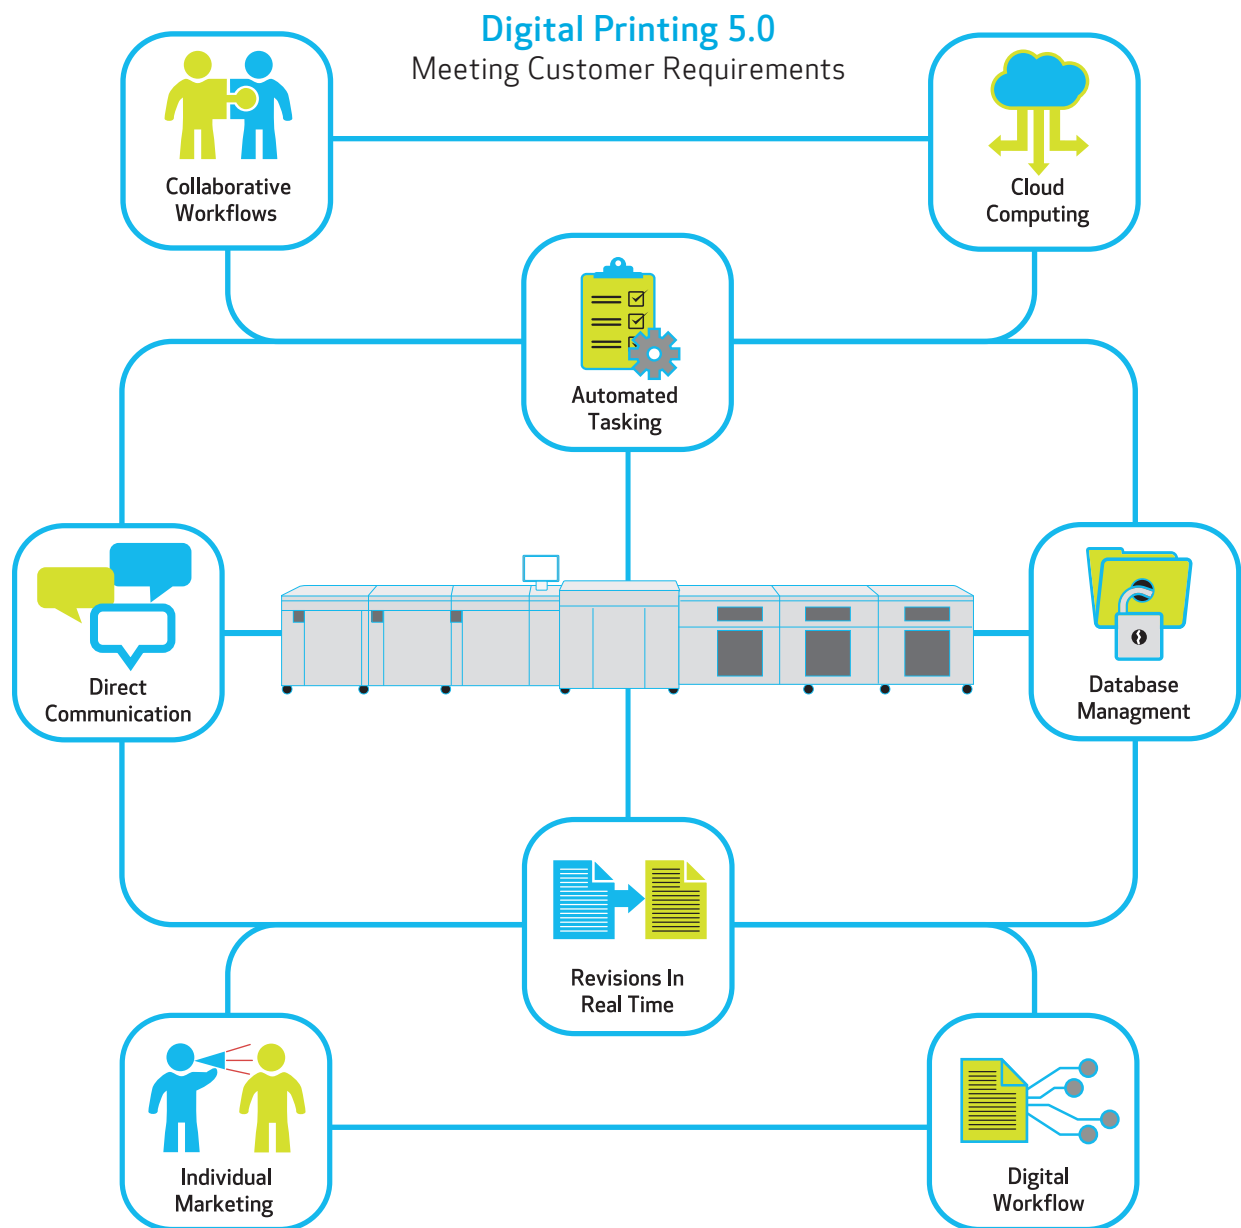 Digital Printing 5.0
Meeting Customer Requirements
Collaborative
Workflows
Cloud
Computing
Automated
Tasking
Direct
Communication
Database
Managment
Revisions In
Real Time
Individual
Marketing
Digital
Workflow